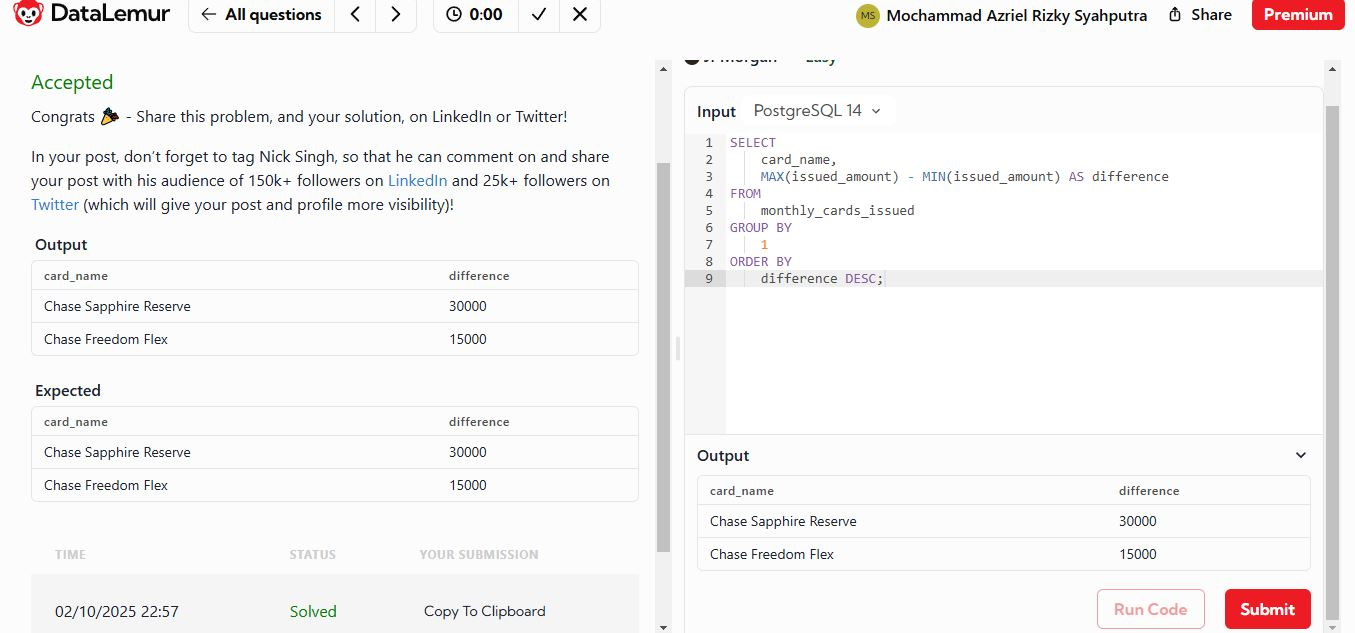 DataLemur
← All questions
0:00
MS
Mochammad Azriel Rizky Syahputra
Share
Premium
Accepted
Congrats 🎉 - Share this problem, and your solution, on LinkedIn or Twitter!
In your post, don't forget to tag Nick Singh, so that he can comment on and share
your post with his audience of 150k+ followers on LinkedIn and 25k+ followers on
Twitter (which will give your post and profile more visibility)!
Output
card_name difference
Chase Sapphire Reserve 30000
Chase Freedom Flex 15000
Expected
card_name difference
Chase Sapphire Reserve 30000
Chase Freedom Flex 15000
TIME STATUS YOUR SUBMISSION
02/10/2025 22:57 Solved Copy To Clipboard
JPMorgan Easy
Input PostgreSQL 14
1 SELECT
2 card_name,
3 MAX(issued_amount) - MIN(issued_amount) AS difference
4 FROM
5 monthly_cards_issued
6 GROUP BY
7 1
8 ORDER BY
9 difference DESC;
Output
card_name difference
Chase Sapphire Reserve 30000
Chase Freedom Flex 15000
Run Code
Submit